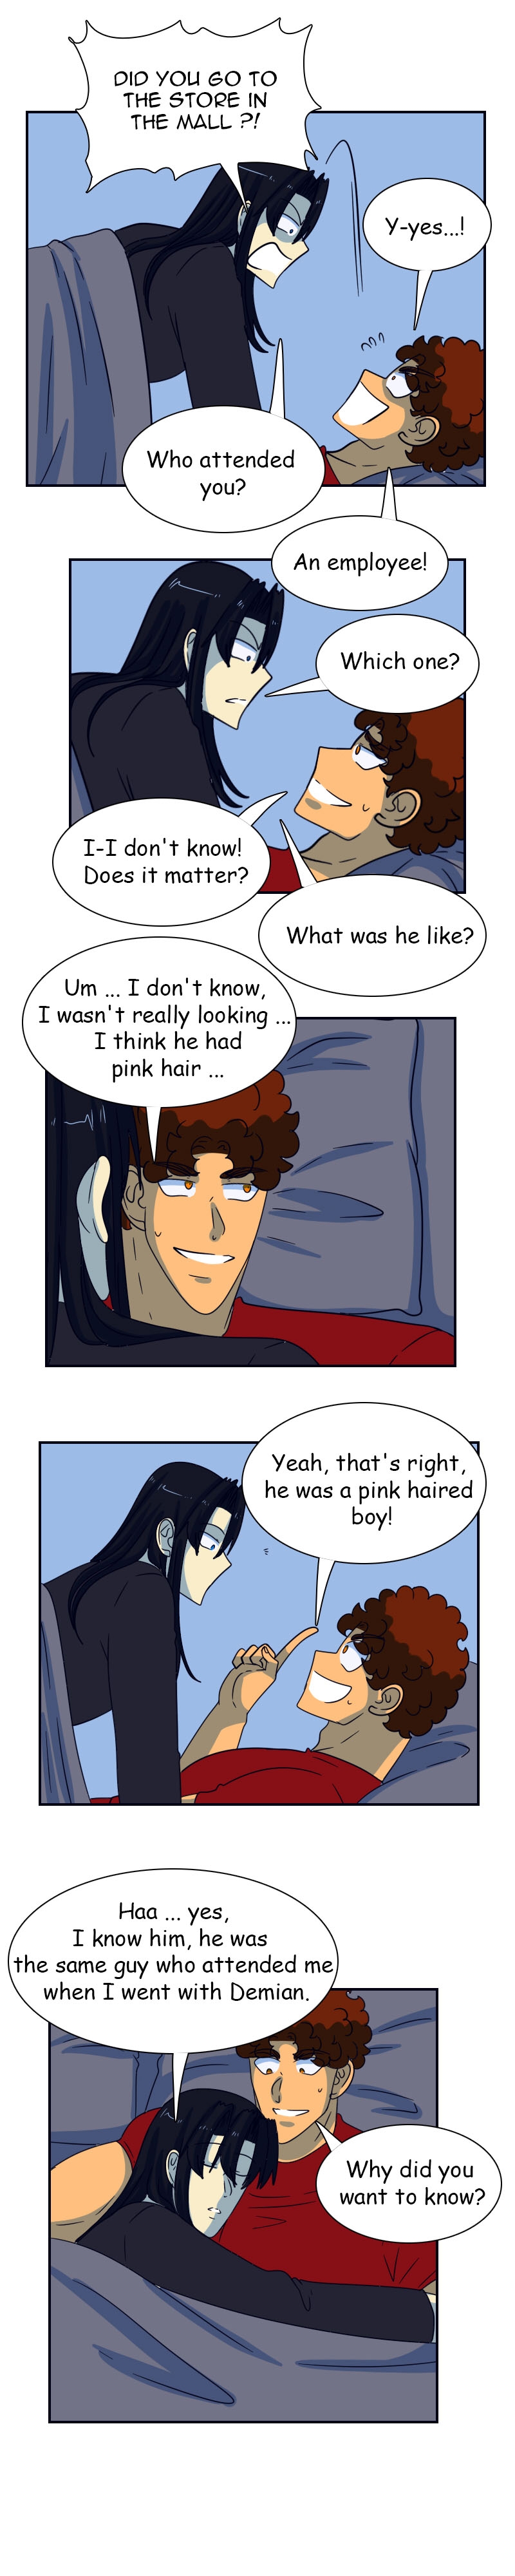 DID YOU GO TO
THE STORE IN
THE MALL ?!
Y-yes...!
Who attended
you?
An employee!
Which one?
I-I don't know!
Does it matter?
What was he like?
Um ... I don't know,
I wasn't really looking ...
I think he had
pink hair ...
Yeah, that's right,
he was a pink haired
boy!
Haa ... yes,
I know him, he was
the same guy who attended me
when I went with Demian.
Why did you
want to know?